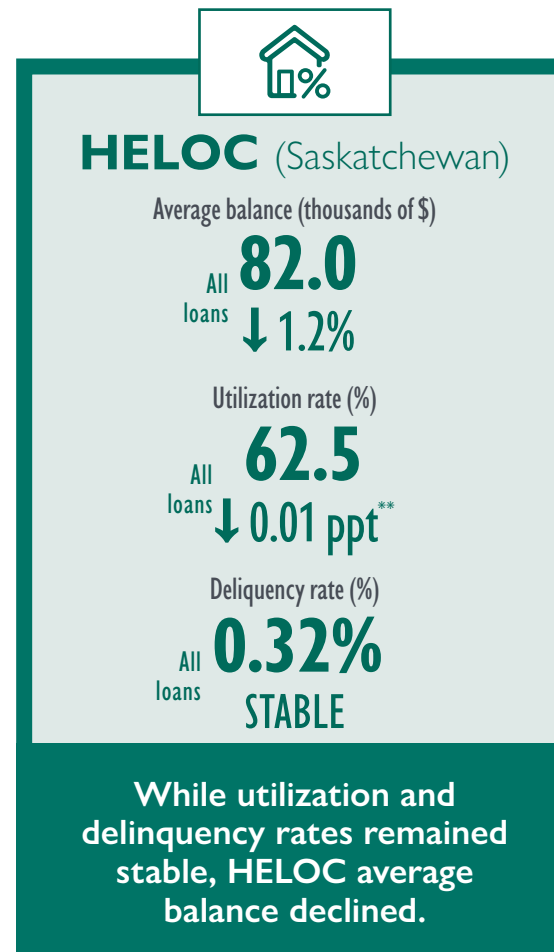 %
HELOC (Saskatchewan)
Average balance (thousands of $)
All loans 82.0
↓ 1.2%
Utilization rate (%)
All loans 62.5
↓ 0.01 ppt**
Deliquency rate (%)
All loans 0.32%
STABLE
While utilization and
delinquency rates remained
stable, HELOC average
balance declined.